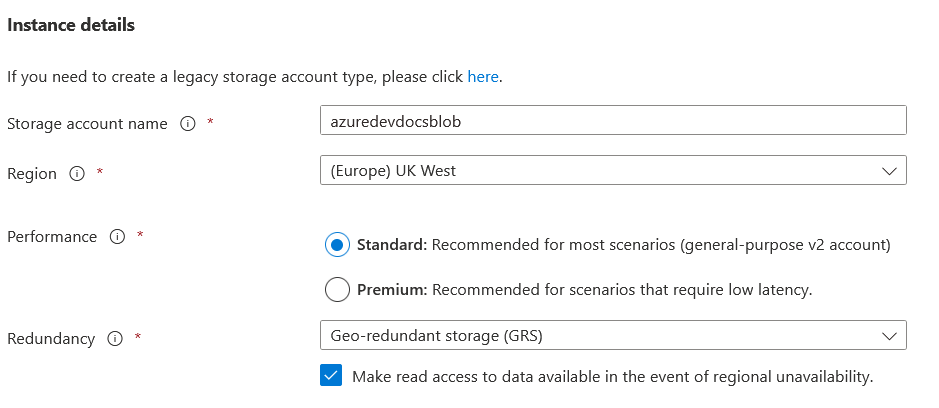 Instance details
If you need to create a legacy storage account type, please click here.
Storage account name ⓘ *
azuredevdocsblob
Region ⓘ *
(Europe) UK West
Performance ⓘ *
Standard: Recommended for most scenarios (general-purpose v2 account)
Premium: Recommended for scenarios that require low latency.
Redundancy ⓘ *
Geo-redundant storage (GRS)
Make read access to data available in the event of regional unavailability.